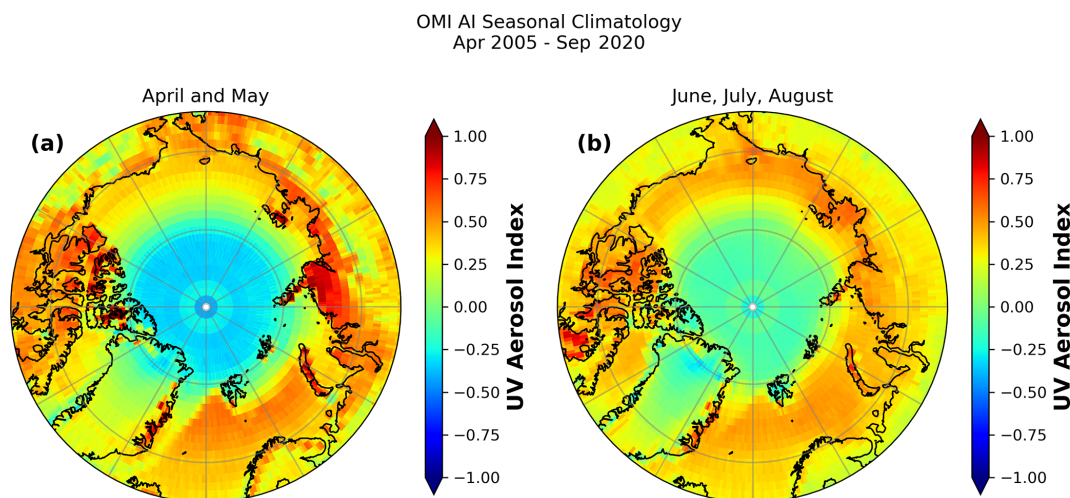 OMI AI Seasonal Climatology
Apr 2005 - Sep 2020
April and May
(a)
1.00
0.75
0.50
0.25
0.00
−0.25
−0.50
−0.75
−1.00
UV Aerosol Index
June, July, August
(b)
1.00
0.75
0.50
0.25
0.00
−0.25
−0.50
−0.75
−1.00
UV Aerosol Index